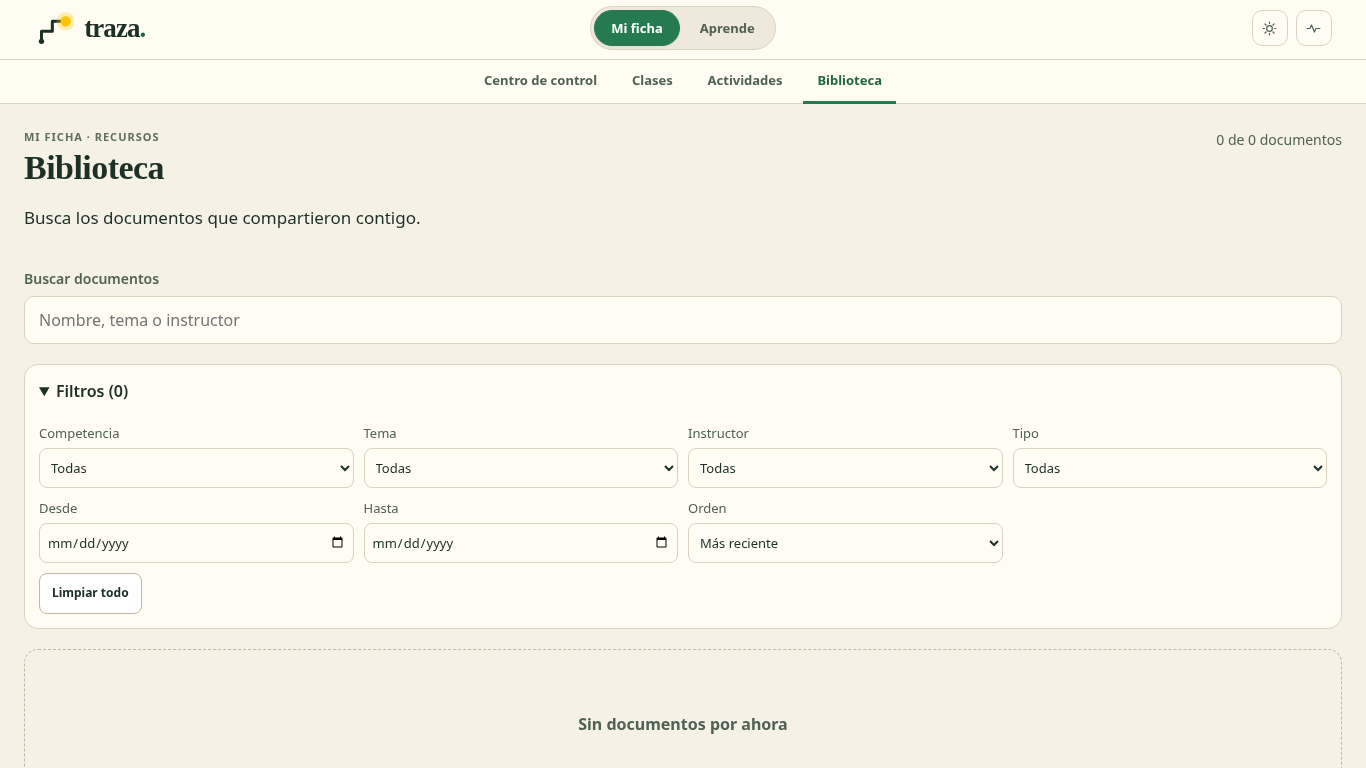 traza.
Mi ficha
Aprende
Centro de control
Clases
Actividades
Biblioteca
MI FICHA · RECURSOS
0 de 0 documentos
Biblioteca
Busca los documentos que compartieron contigo.
Buscar documentos
Nombre, tema o instructor
▼ Filtros (0)
Competencia
Tema
Instructor
Tipo
Todas
Todas
Todas
Todas
Desde
Hasta
Orden
mm/dd/yyyy
mm/dd/yyyy
Más reciente
Limpiar todo
Sin documentos por ahora